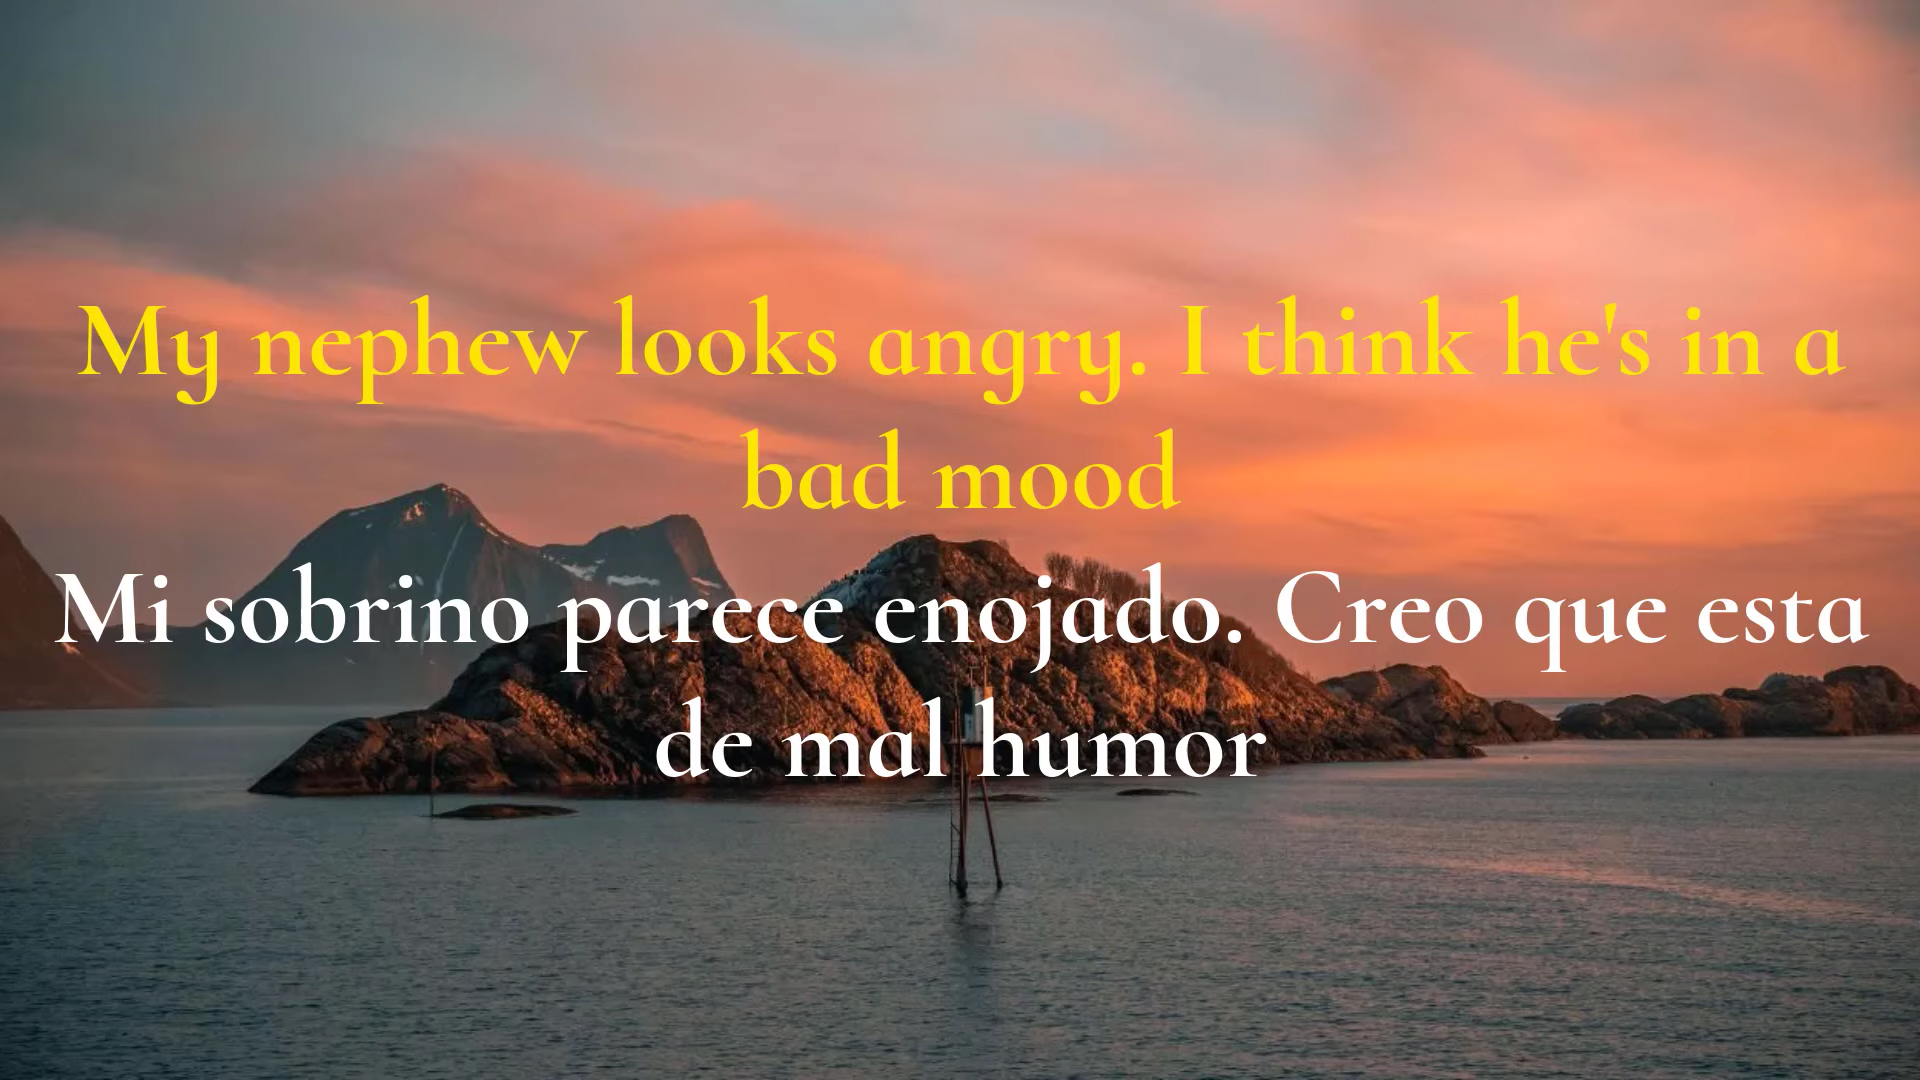 My nephew looks angry. I think he's in a
bad mood
Mi sobrino parece enojado. Creo que esta
de mal humor